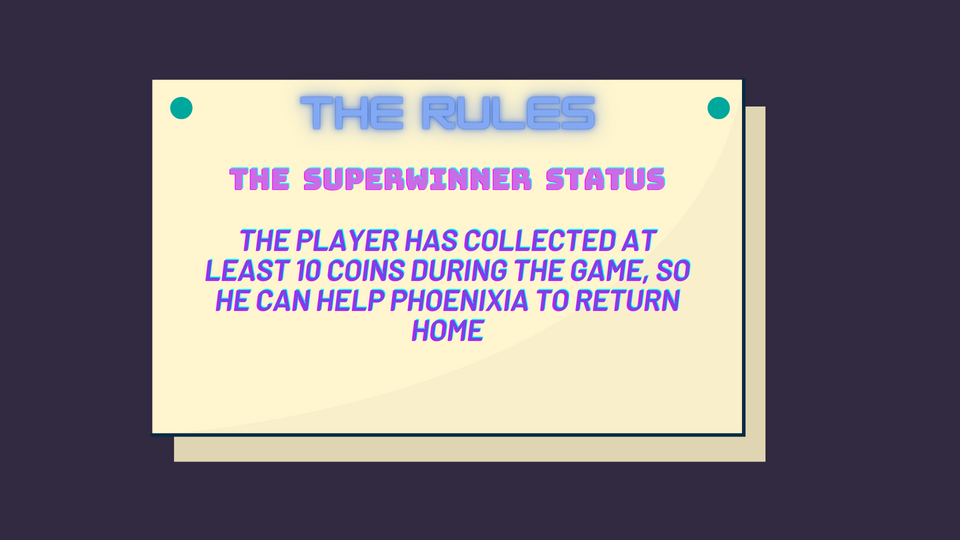 THE RULES
THE SUPERWINNER STATUS
THE PLAYER HAS COLLECTED AT
LEAST 10 COINS DURING THE GAME, SO
HE CAN HELP PHOENIXIA TO RETURN
HOME